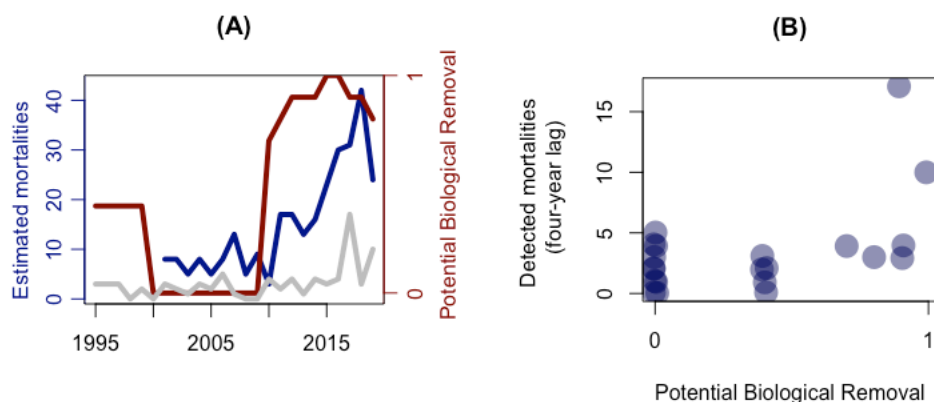 (A)
Estimated mortalities
0
10
20
30
40
1995
2005
2015
0
1
Potential Biological Removal
(B)
Detected mortalities
(four-year lag)
0
5
10
15
0
1
Potential Biological Removal